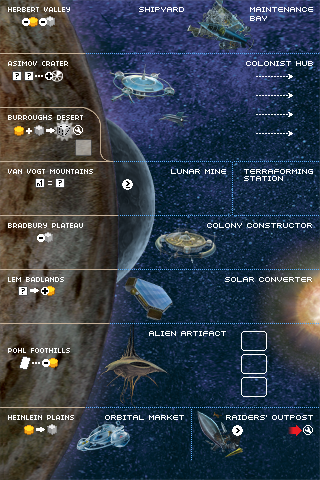 HERBERT VALLEY
SHIPYARD
MAINTENANCE
BAY
ASIMOV CRATER
COLONIST HUB
? ?
BURROUGHS DESERT
VAN VOGT MOUNTAINS
LUNAR MINE
TERRAFORMING
STATION
= ?
BRADBURY PLATEAU
COLONY CONSTRUCTOR
LEM BADLANDS
SOLAR CONVERTER
?
ALIEN ARTIFACT
POHL FOOTHILLS
HEINLEIN PLAINS
ORBITAL MARKET
RAIDERS' OUTPOST